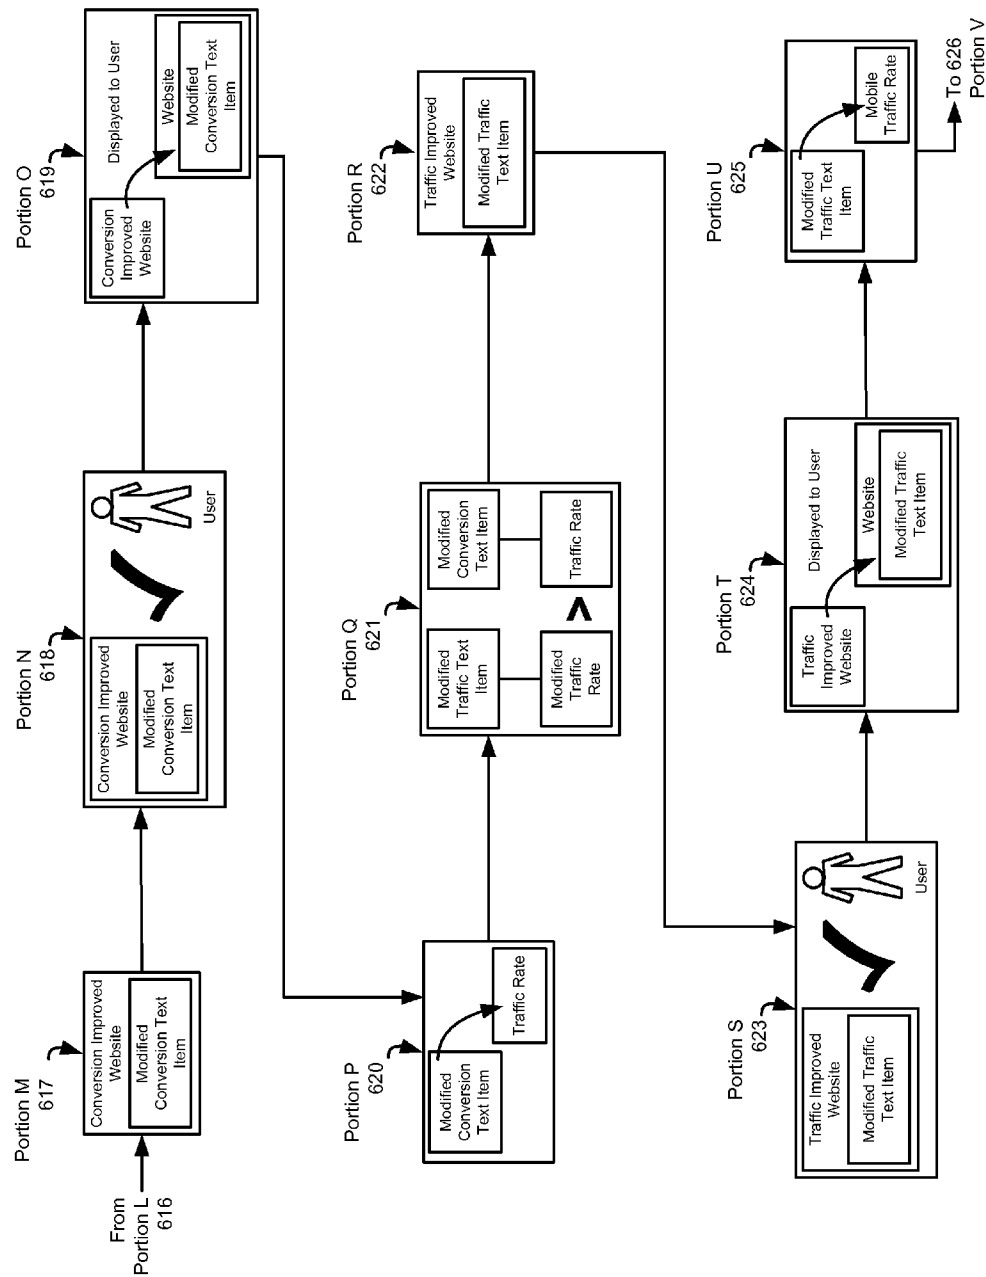 From
Portion L
616
Portion M
617
Conversion Improved
Website
Modified
Conversion Text
Item
Portion N
618
Conversion Improved
Website
Modified
Conversion Text
Item
User
Portion O
619
Conversion
Improved
Website
Displayed to User
Website
Modified
Conversion Text
Item
Portion P
620
Modified
Conversion
Text Item
Traffic Rate
Portion Q
621
Modified
Traffic Text
Item
Modified
Traffic
Rate
>
Modified
Conversion
Text Item
Traffic Rate
Portion R
622
Traffic Improved
Website
Modified Traffic
Text Item
Portion S
623
Traffic Improved
Website
Modified Traffic
Text Item
User
Portion T
624
Traffic
Improved
Website
Displayed to User
Website
Modified Traffic
Text Item
Portion U
625
Modified
Traffic Text
Item
Mobile
Traffic Rate
To 626
Portion V